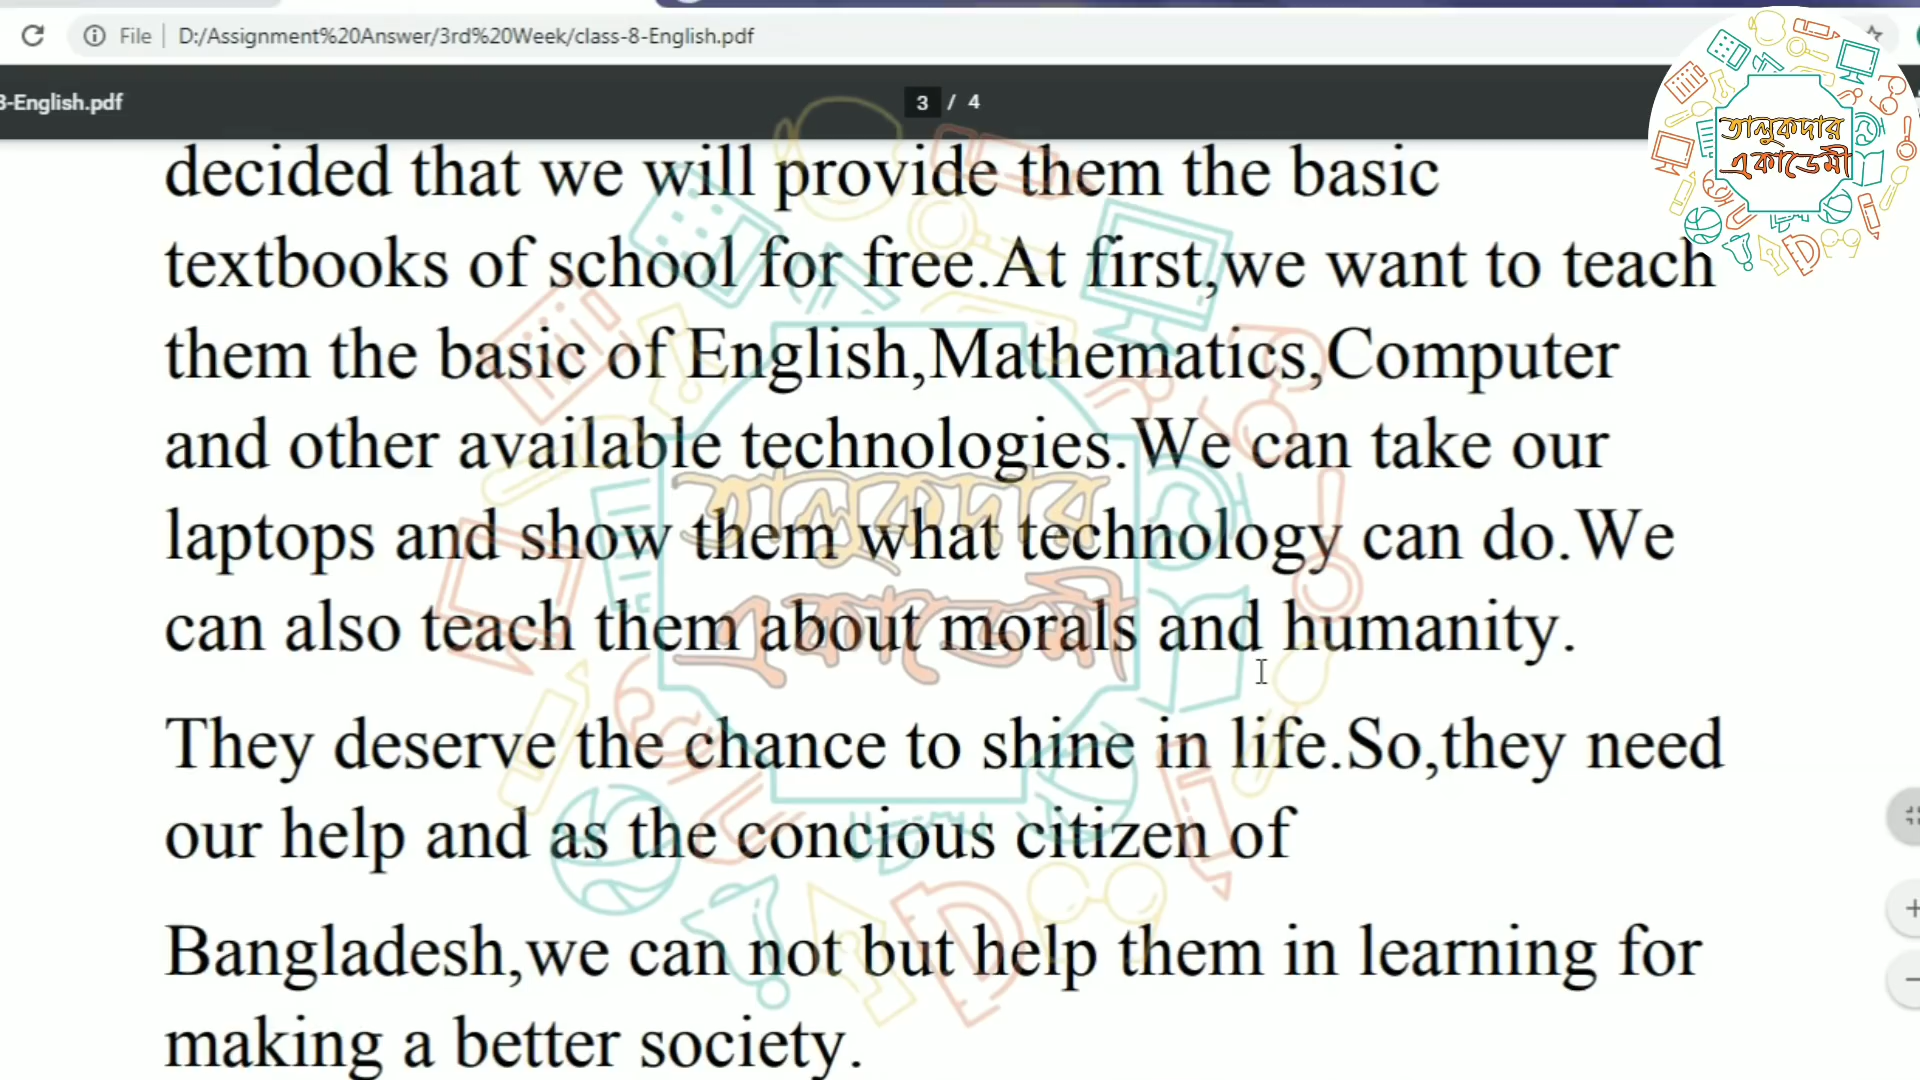 File D:/Assignment%20Answer/3rd%20Week/class-8-English.pdf
8-English.pdf
3 / 4
তালুকদার
একাডেমী
decided that we will provide them the basic
textbooks of school for free.At first,we want to teach
them the basic of English,Mathematics,Computer
and other available technologies.We can take our
laptops and show them what technology can do.We
can also teach them about morals and humanity.
They deserve the chance to shine in life.So,they need
our help and as the concious citizen of
Bangladesh,we can not but help them in learning for
making a better society.
তালুকদার
একাডেমী